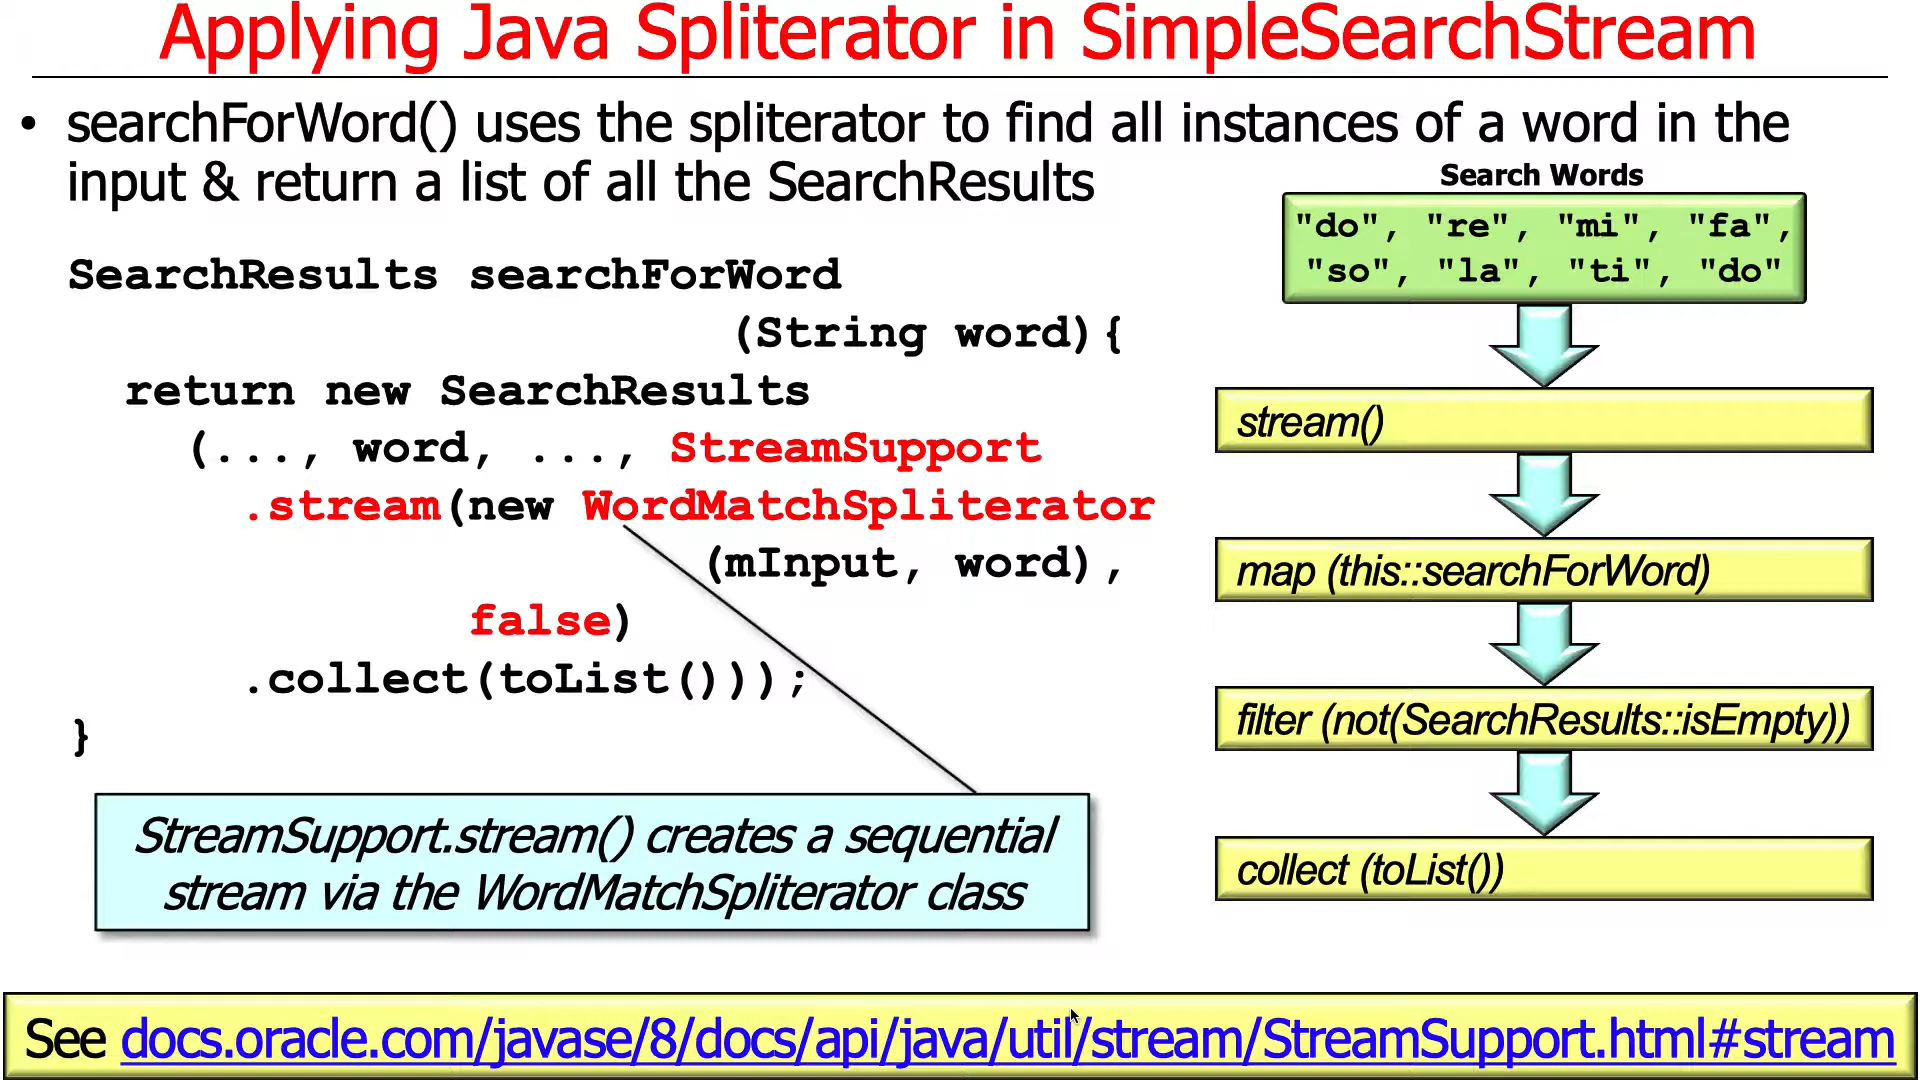 Applying Java Spliterator in SimpleSearchStream
• searchForWord() uses the spliterator to find all instances of a word in the
input & return a list of all the SearchResults
SearchResults searchForWord
(String word){
return new SearchResults
(..., word, ..., StreamSupport
.stream(new WordMatchSpliterator
(mInput, word),
false)
.collect(toList()));
}
StreamSupport.stream() creates a sequential
stream via the WordMatchSpliterator class
Search Words
"do", "re", "mi", "fa",
"so", "la", "ti", "do"
stream()
map (this::searchForWord)
filter (not(SearchResults::isEmpty))
collect (toList())
See docs.oracle.com/javase/8/docs/api/java/util/stream/StreamSupport.html#stream